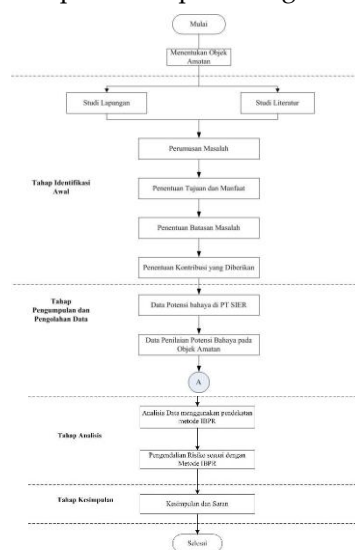 Mulai
Menentukan Objek
Amatan
Studi Lapangan
Studi Literatur
Perumusan Masalah
Tahap Identifikasi
Awal
Penentuan Tujuan dan Manfaat
Penentuan Batasan Masalah
Penentuan Kontribusi yang Diberikan
Tahap
Pengumpulan dan
Pengolahan Data
Data Potensi bahaya di PT SIER
Data Penilaian Potensi Bahaya pada
Objek Amatan
A
Tahap Analisis
Analisis Data menggunakan pendekatan
metode IBPR
Pengendalian Risiko sesuai dengan
Metode IBPR
Tahap Kesimpulan
Kesimpulan dan Saran
Selesai